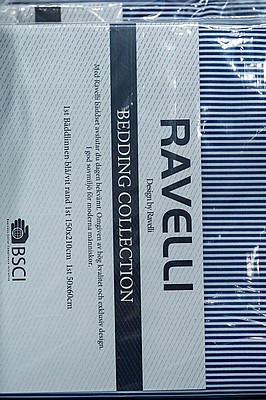 RAVELLI
Design by Ravelli
BEDDING COLLECTION
Med Ravelli bäddset avslutar du dagen bekvämt. Omgiven av hög kvalitet och exklusiv design.
I god sovmiljö för moderna människor.
1st Bäddlinnen blå/vit rand 1st 150x210cm 1st 50x60cm
BSCI